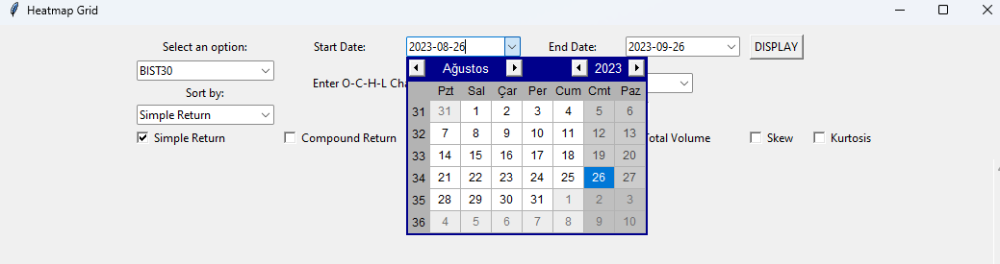 Heatmap Grid
Select an option: Start Date: 2023-08-26 End Date: 2023-09-26 DISPLAY
BIST30 Ağustos 2023
Enter O-C-H-L Cha
Sort by: Pzt Sal Çar Per Cum Cmt Paz
Simple Return 31 31 1 2 3 4 5 6
Simple Return Compound Return 32 7 8 9 10 11 12 13 Total Volume Skew Kurtosis
33 14 15 16 17 18 19 20
34 21 22 23 24 25 26 27
35 28 29 30 31 1 2 3
36 4 5 6 7 8 9 10